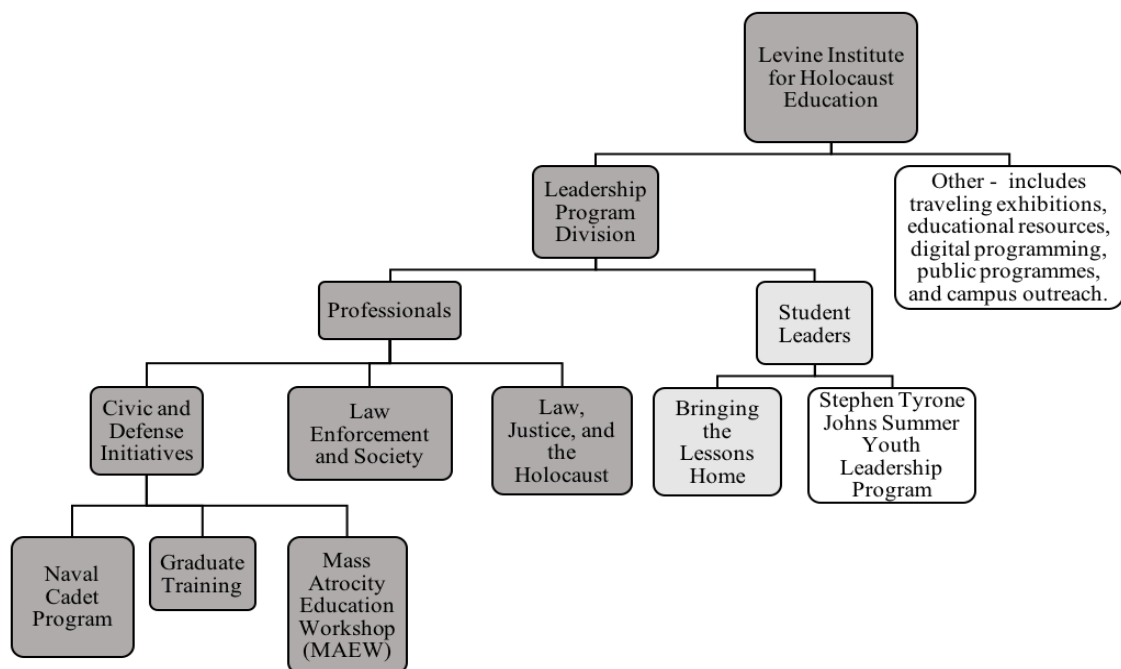 Levine Institute
for Holocaust
Education
Leadership
Program
Division
Other -  includes
traveling exhibitions,
educational resources,
digital programming,
public programmes,
and campus outreach.
Professionals
Student
Leaders
Civic and
Defense
Initiatives
Law
Enforcement
and Society
Law,
Justice, and
the
Holocaust
Bringing
the
Lessons
Home
Stephen Tyrone
Johns Summer
Youth
Leadership
Program
Naval
Cadet
Program
Graduate
Training
Mass
Atrocity
Education
Workshop
(MAEW)